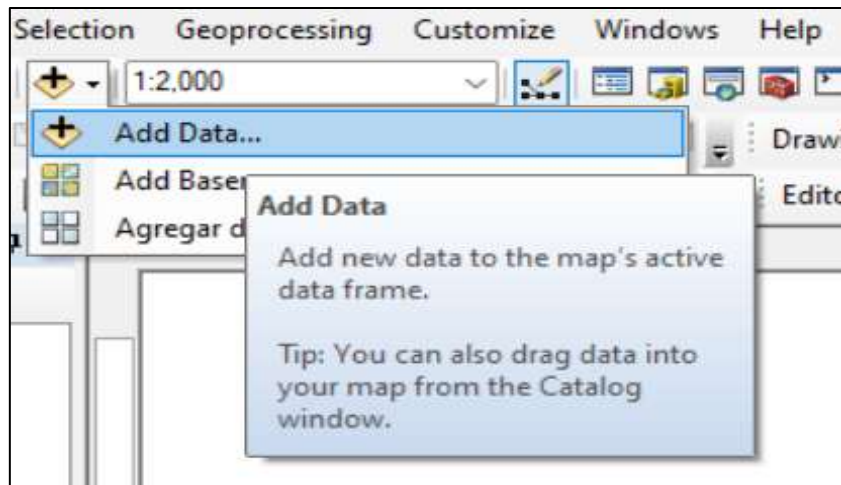 Selection Geoprocessing Customize Windows Help
1:2,000
Add Data...
Draw
Add Basem
Edito
Agregar d
Add Data
Add new data to the map's active
data frame.
Tip: You can also drag data into
your map from the Catalog
window.